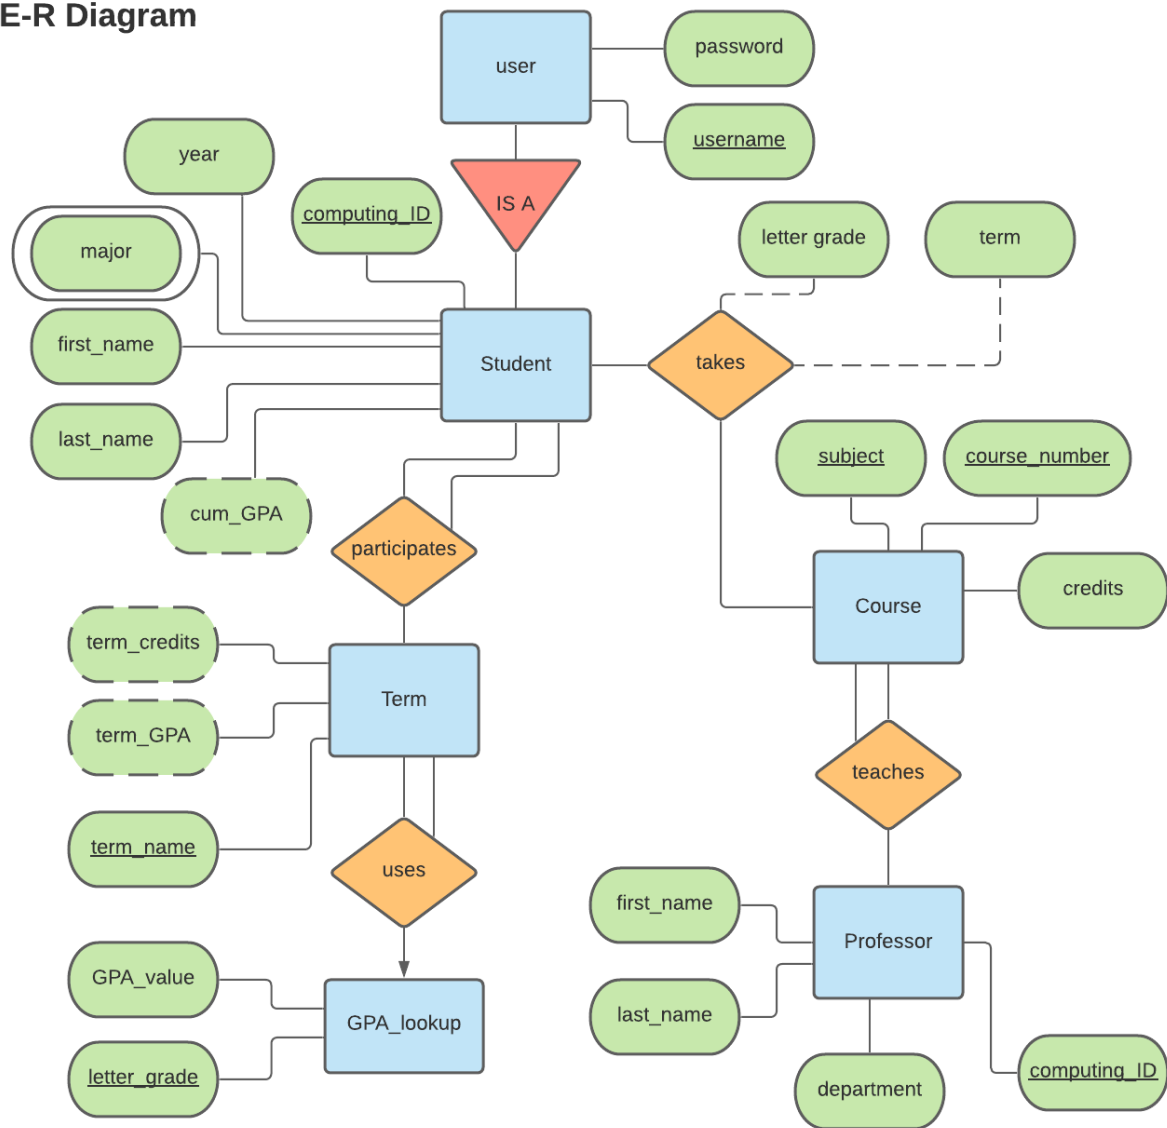 E-R Diagram
user
password
username
year
IS A
computing_ID
major
letter grade
term
first_name
Student
takes
last_name
subject
course_number
cum_GPA
participates
credits
Course
term_credits
Term
term_GPA
teaches
term_name
uses
first_name
Professor
GPA_value
last_name
GPA_lookup
letter_grade
department
computing_ID